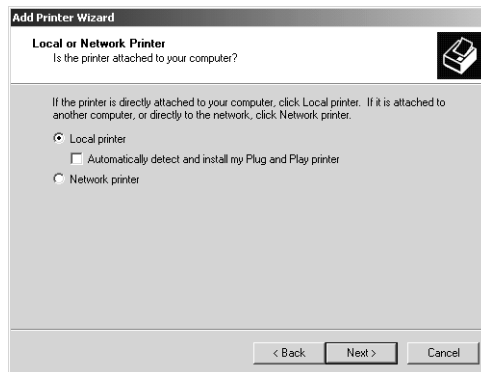 Add Printer Wizard
Local or Network Printer
Is the printer attached to your computer?
If the printer is directly attached to your computer, click Local printer. If it is attached to
another computer, or directly to the network, click Network printer.
Local printer
Automatically detect and install my Plug and Play printer
Network printer
< Back Next > Cancel